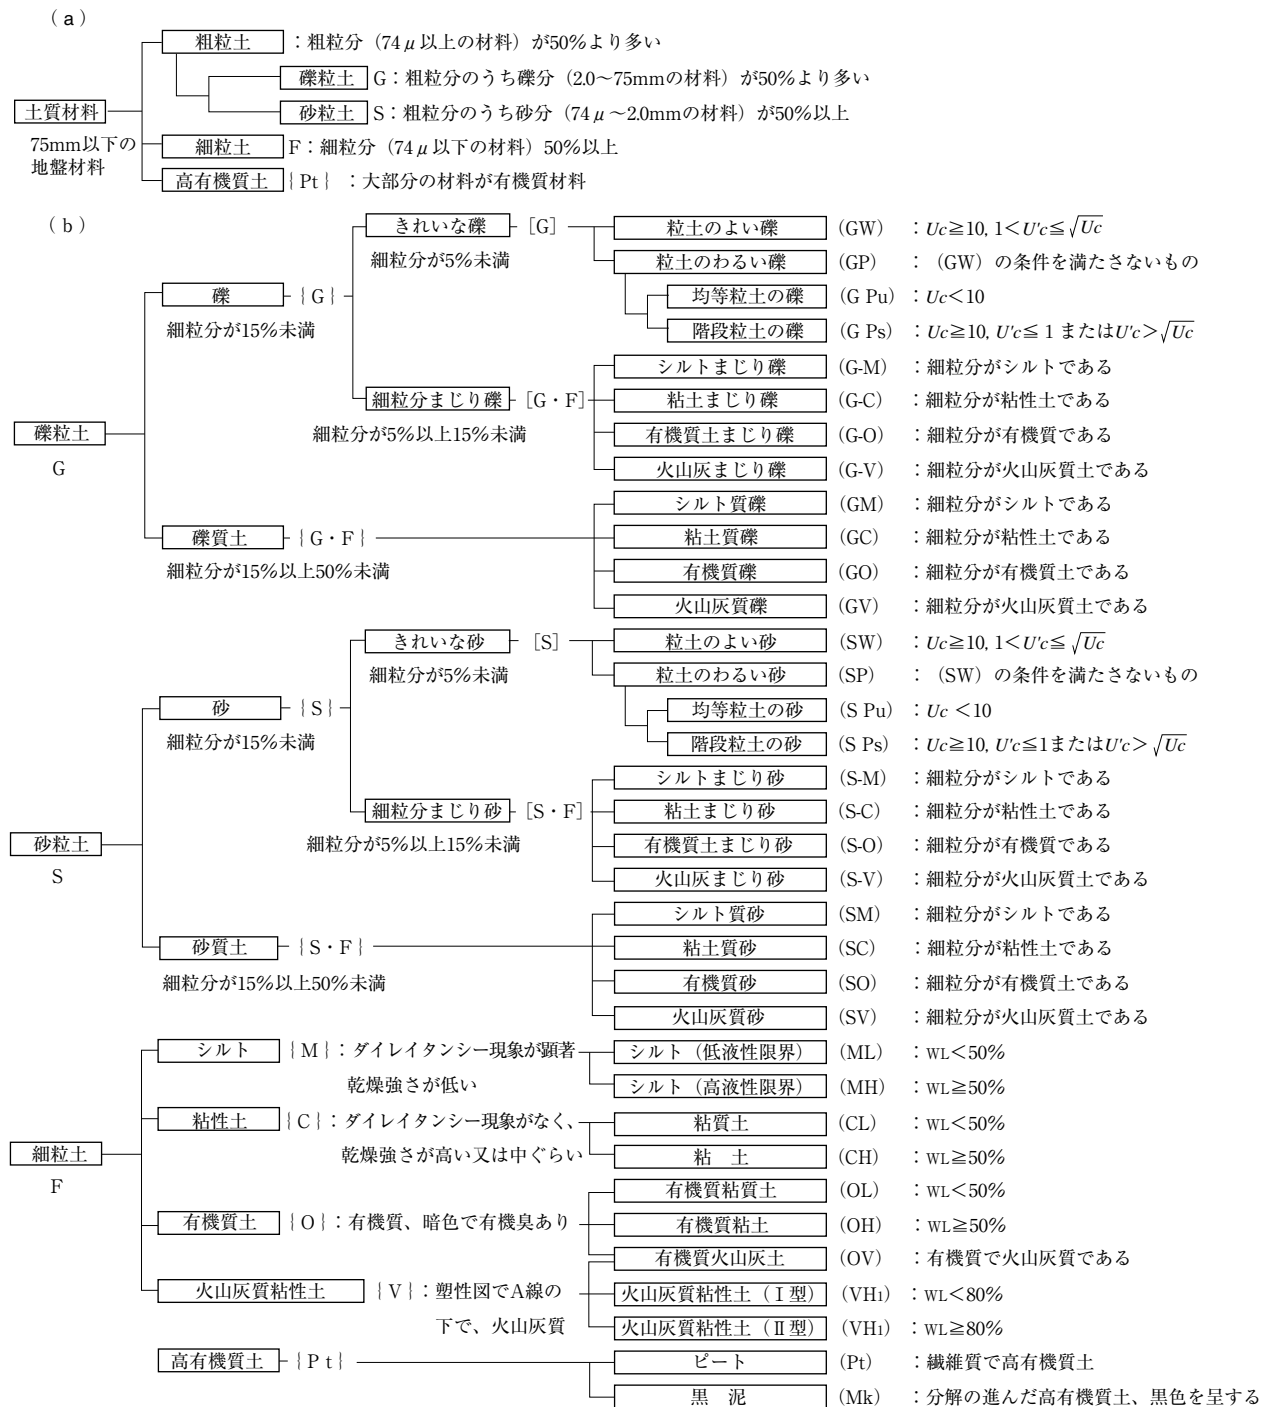 (a)
粗粒土 ：粗粒分（74μ以上の材料）が50%より多い
礫粒土 G：粗粒分のうち礫分（2.0〜75mmの材料）が50%より多い
土質材料
砂粒土 S：粗粒分のうち砂分（74μ〜2.0mmの材料）が50%以上
75mm以下の
地盤材料
細粒土 F：細粒分（74μ以下の材料）50%以上
高有機質土 {Pt} ：大部分の材料が有機質材料
(b)
きれいな礫 [G] 粒土のよい礫 (GW) ：Uc≧10, 1＜U'c≦√Uc
細粒分が5%未満 粒土のわるい礫 (GP) ：（GW）の条件を満たさないもの
礫 {G} 均等粒土の礫 (G Pu) ：Uc＜10
細粒分が15%未満 階段粒土の礫 (G Ps) ：Uc≧10, U'c≦1 またはU'c＞√Uc
シルトまじり礫 (G-M) ：細粒分がシルトである
細粒分まじり礫 [G・F] 粘土まじり礫 (G-C) ：細粒分が粘性土である
礫粒土 細粒分が5%以上15%未満 有機質土まじり礫 (G-O) ：細粒分が有機質である
G 火山灰まじり礫 (G-V) ：細粒分が火山灰質土である
シルト質礫 (GM) ：細粒分がシルトである
礫質土 {G・F} 粘土質礫 (GC) ：細粒分が粘性土である
細粒分が15%以上50%未満 有機質礫 (GO) ：細粒分が有機質土である
火山灰質礫 (GV) ：細粒分が火山灰質土である
きれいな砂 [S] 粒土のよい砂 (SW) ：Uc≧10, 1＜U'c≦√Uc
細粒分が5%未満 粒土のわるい砂 (SP) ：（SW）の条件を満たさないもの
砂 {S} 均等粒土の砂 (S Pu) ：Uc ＜10
細粒分が15%未満 階段粒土の砂 (S Ps) ：Uc≧10, U'c≦1またはU'c＞√Uc
シルトまじり砂 (S-M) ：細粒分がシルトである
細粒分まじり砂 [S・F] 粘土まじり砂 (S-C) ：細粒分が粘性土である
砂粒土 細粒分が5%以上15%未満 有機質土まじり砂 (S-O) ：細粒分が有機質である
S 火山灰まじり砂 (S-V) ：細粒分が火山灰質土である
シルト質砂 (SM) ：細粒分がシルトである
砂質土 {S・F} 粘土質砂 (SC) ：細粒分が粘性土である
細粒分が15%以上50%未満 有機質砂 (SO) ：細粒分が有機質土である
火山灰質砂 (SV) ：細粒分が火山灰質土である
シルト {M}：ダイレイタンシー現象が顕著 シルト（低液性限界） (ML) ：WL＜50%
乾燥強さが低い シルト（高液性限界） (MH) ：WL≧50%
粘性土 {C}：ダイレイタンシー現象がなく、 粘質土 (CL) ：WL＜50%
細粒土 乾燥強さが高い又は中ぐらい 粘 土 (CH) ：WL≧50%
F 有機質粘質土 (OL) ：WL＜50%
有機質土 {O}：有機質、暗色で有機臭あり 有機質粘土 (OH) ：WL≧50%
有機質火山灰土 (OV) ：有機質で火山灰質である
火山灰質粘性土 {V}：塑性図でA線の 火山灰質粘性土（Ⅰ型） (VH1) ：WL＜80%
下で、火山灰質 火山灰質粘性土（Ⅱ型） (VH1) ：WL≧80%
高有機質土 {Pt} ピート (Pt) ：繊維質で高有機質土
黒 泥 (Mk) ：分解の進んだ高有機質土、黒色を呈する